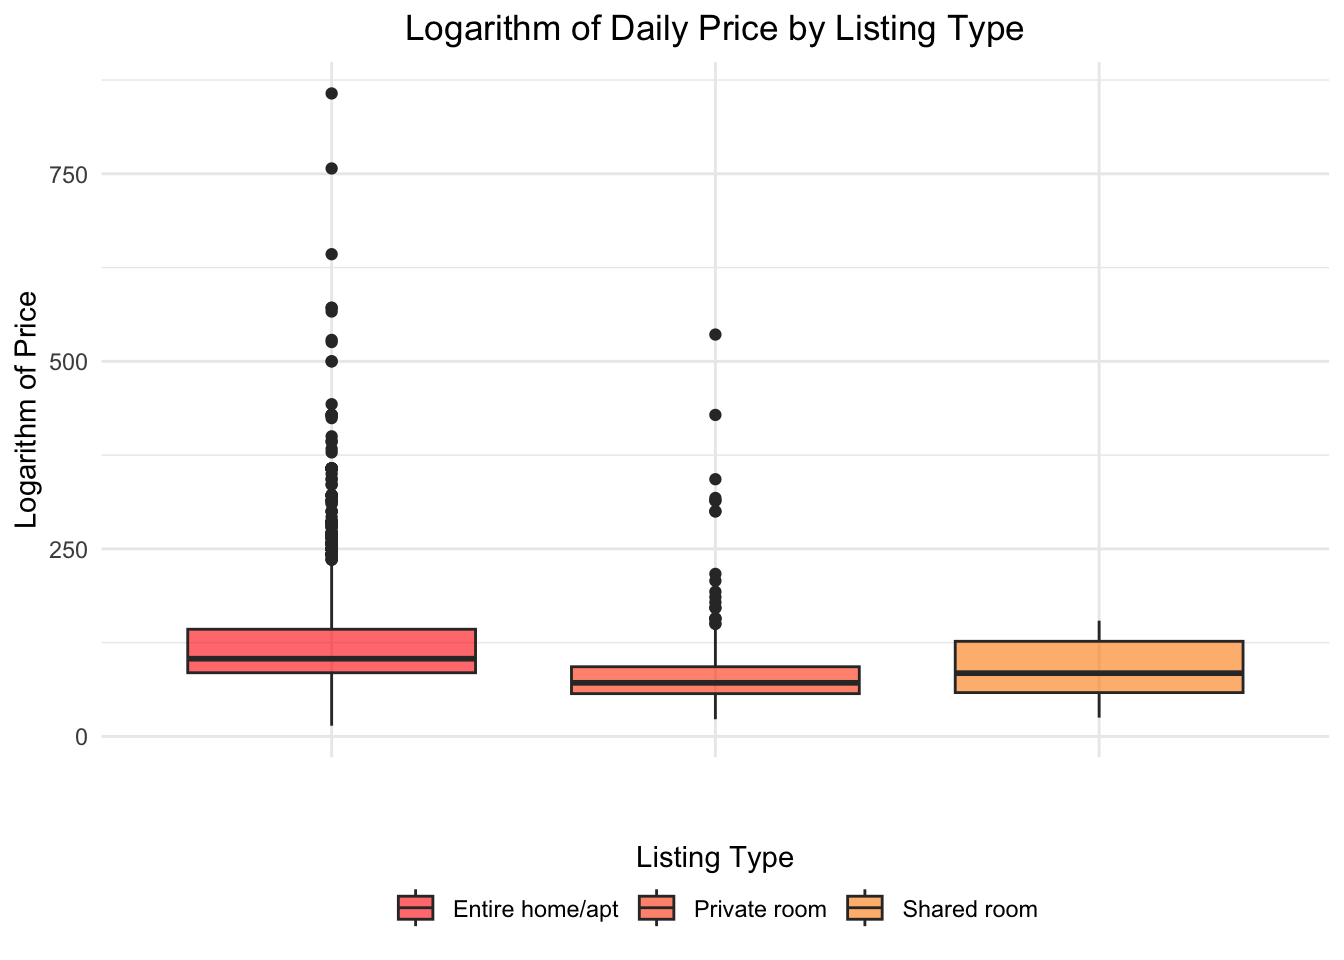 Logarithm of Daily Price by Listing Type
Logarithm of Price
750
500
250
0
Listing Type
Entire home/apt Private room Shared room